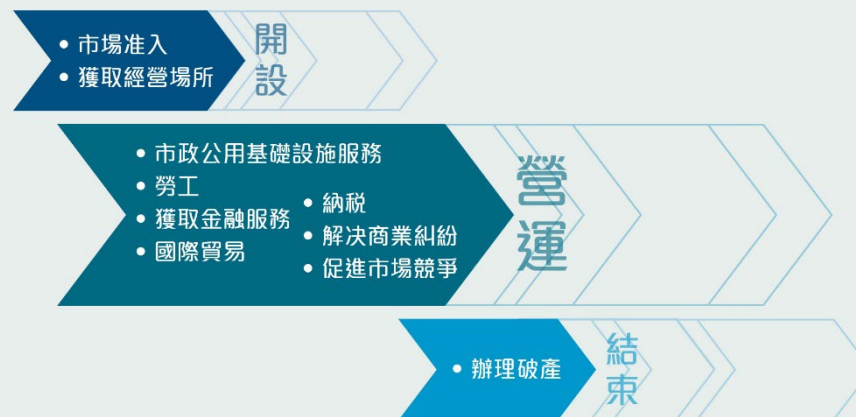 • 市場准入
• 獲取經營場所
開設
• 市政公用基礎設施服務
• 勞工
• 獲取金融服務
• 國際貿易
• 納税
• 解决商業糾紛
• 促進市場競爭
營運
• 辦理破產
結束